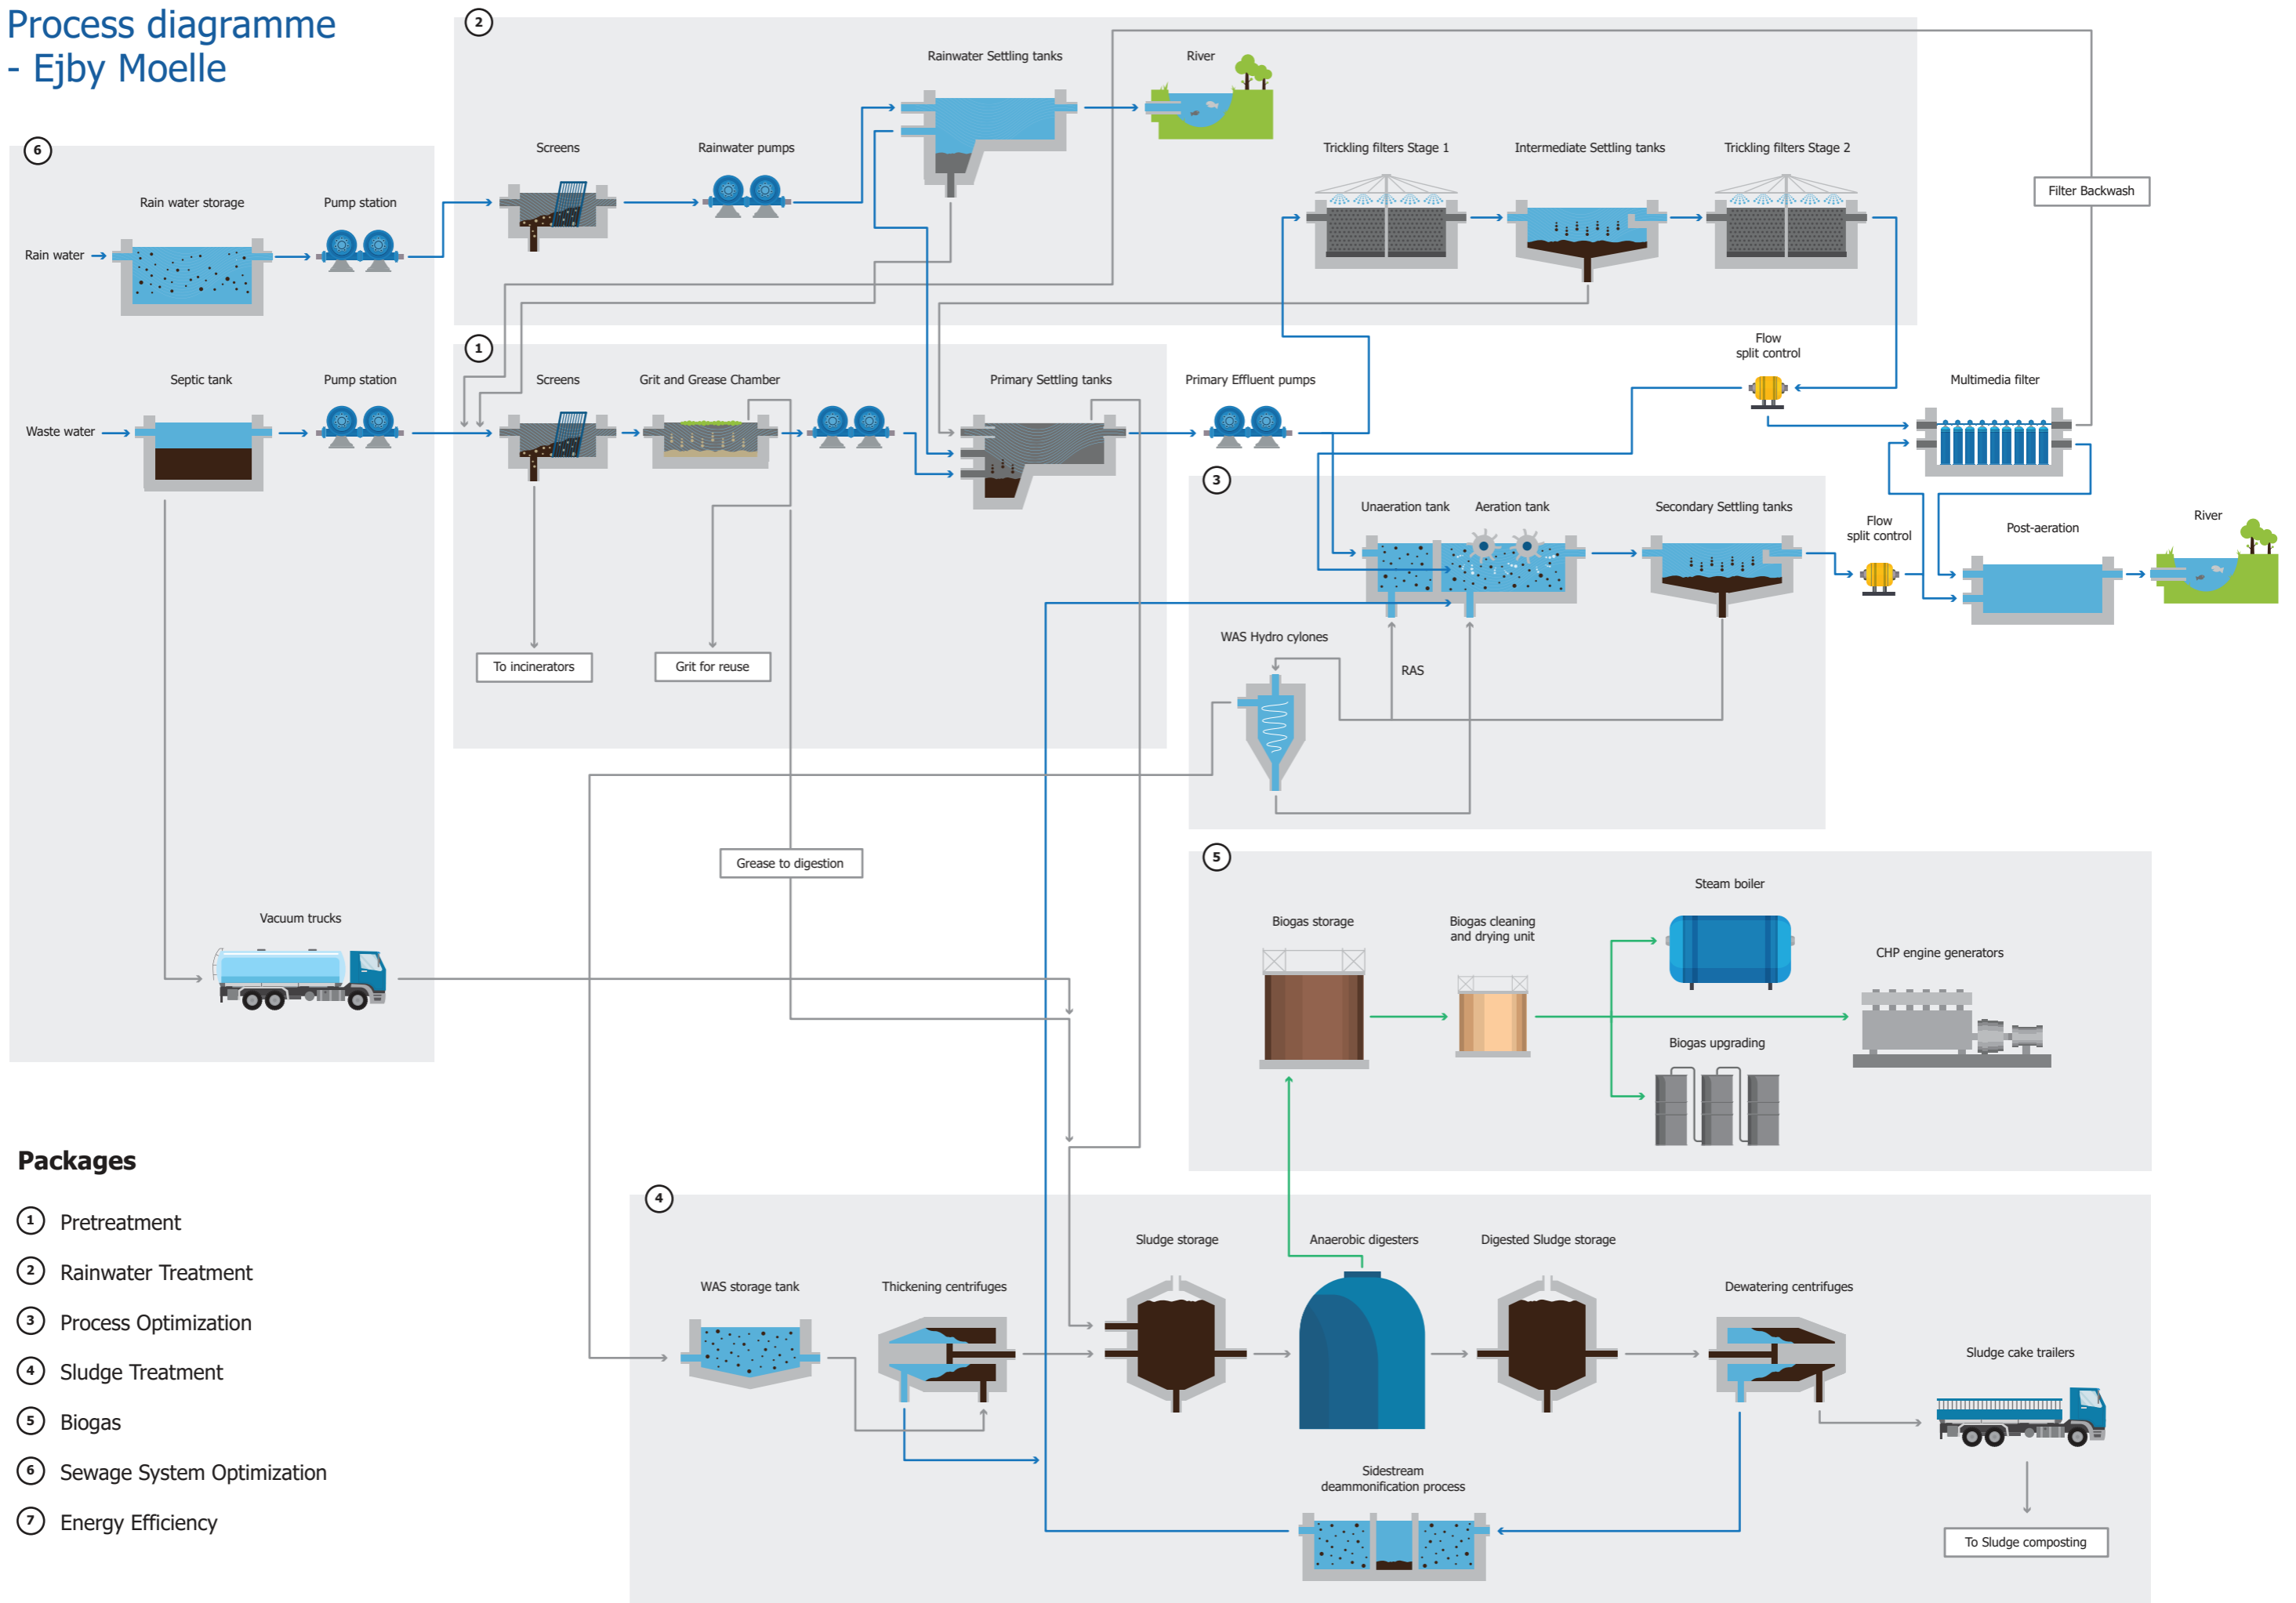 Process diagramme
- Ejby Moelle
2
Rainwater Settling tanks
River
6
Screens
Rainwater pumps
Trickling filters Stage 1
Intermediate Settling tanks
Trickling filters Stage 2
Filter Backwash
Rain water storage
Pump station
Rain water
1
Flow
split control
Septic tank
Pump station
Screens
Grit and Grease Chamber
Primary Settling tanks
Primary Effluent pumps
Multimedia filter
Waste water
3
Unaeration tank
Aeration tank
Secondary Settling tanks
Flow
split control
Post-aeration
River
To incinerators
Grit for reuse
WAS Hydro cylones
RAS
Grease to digestion
5
Steam boiler
Vacuum trucks
Biogas storage
Biogas cleaning
and drying unit
CHP engine generators
Biogas upgrading
Packages
1 Pretreatment
2 Rainwater Treatment
3 Process Optimization
4 Sludge Treatment
5 Biogas
6 Sewage System Optimization
7 Energy Efficiency
4
Sludge storage
Anaerobic digesters
Digested Sludge storage
WAS storage tank
Thickening centrifuges
Dewatering centrifuges
Sludge cake trailers
Sidestream
deammonification process
To Sludge composting